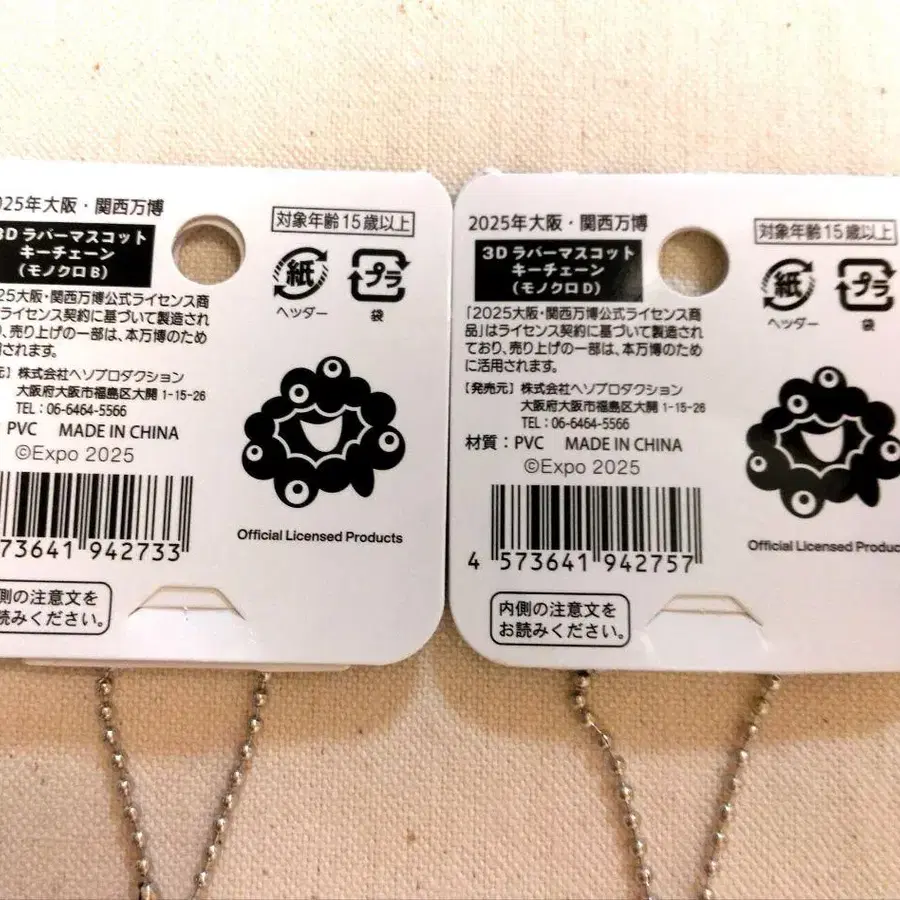 025年大阪・関西万博
3D ラバーマスコット
キーチェーン
（モノクロ B）
対象年齢15歳以上
紙
プラ
ヘッダー
袋
25大阪・関西万博公式ライセンス商
ライセンス契約に基づいて製造され
、売り上げの一部は、本万博のため
されます。
元】 株式会社ヘソプロダクション
大阪府大阪市福島区大開 1-15-26
TEL：06-6464-5566
：PVC MADE IN CHINA
©Expo 2025
73641 942733
Official Licensed Products
側の注意文を
読みください。
2025年大阪・関西万博
3D ラバーマスコット
キーチェーン
（モノクロ D）
対象年齢15歳以上
紙
プラ
ヘッダー
袋
「2025大阪・関西万博公式ライセンス商
品」はライセンス契約に基づいて製造され
ており、売り上げの一部は、本万博のため
に活用されます。
【発売元】 株式会社ヘソプロダクション
大阪府大阪市福島区大開 1-15-26
TEL：06-6464-5566
材質：PVC MADE IN CHINA
©Expo 2025
4 573641 942757
Official Licensed Produc
内側の注意文を
お読みください。